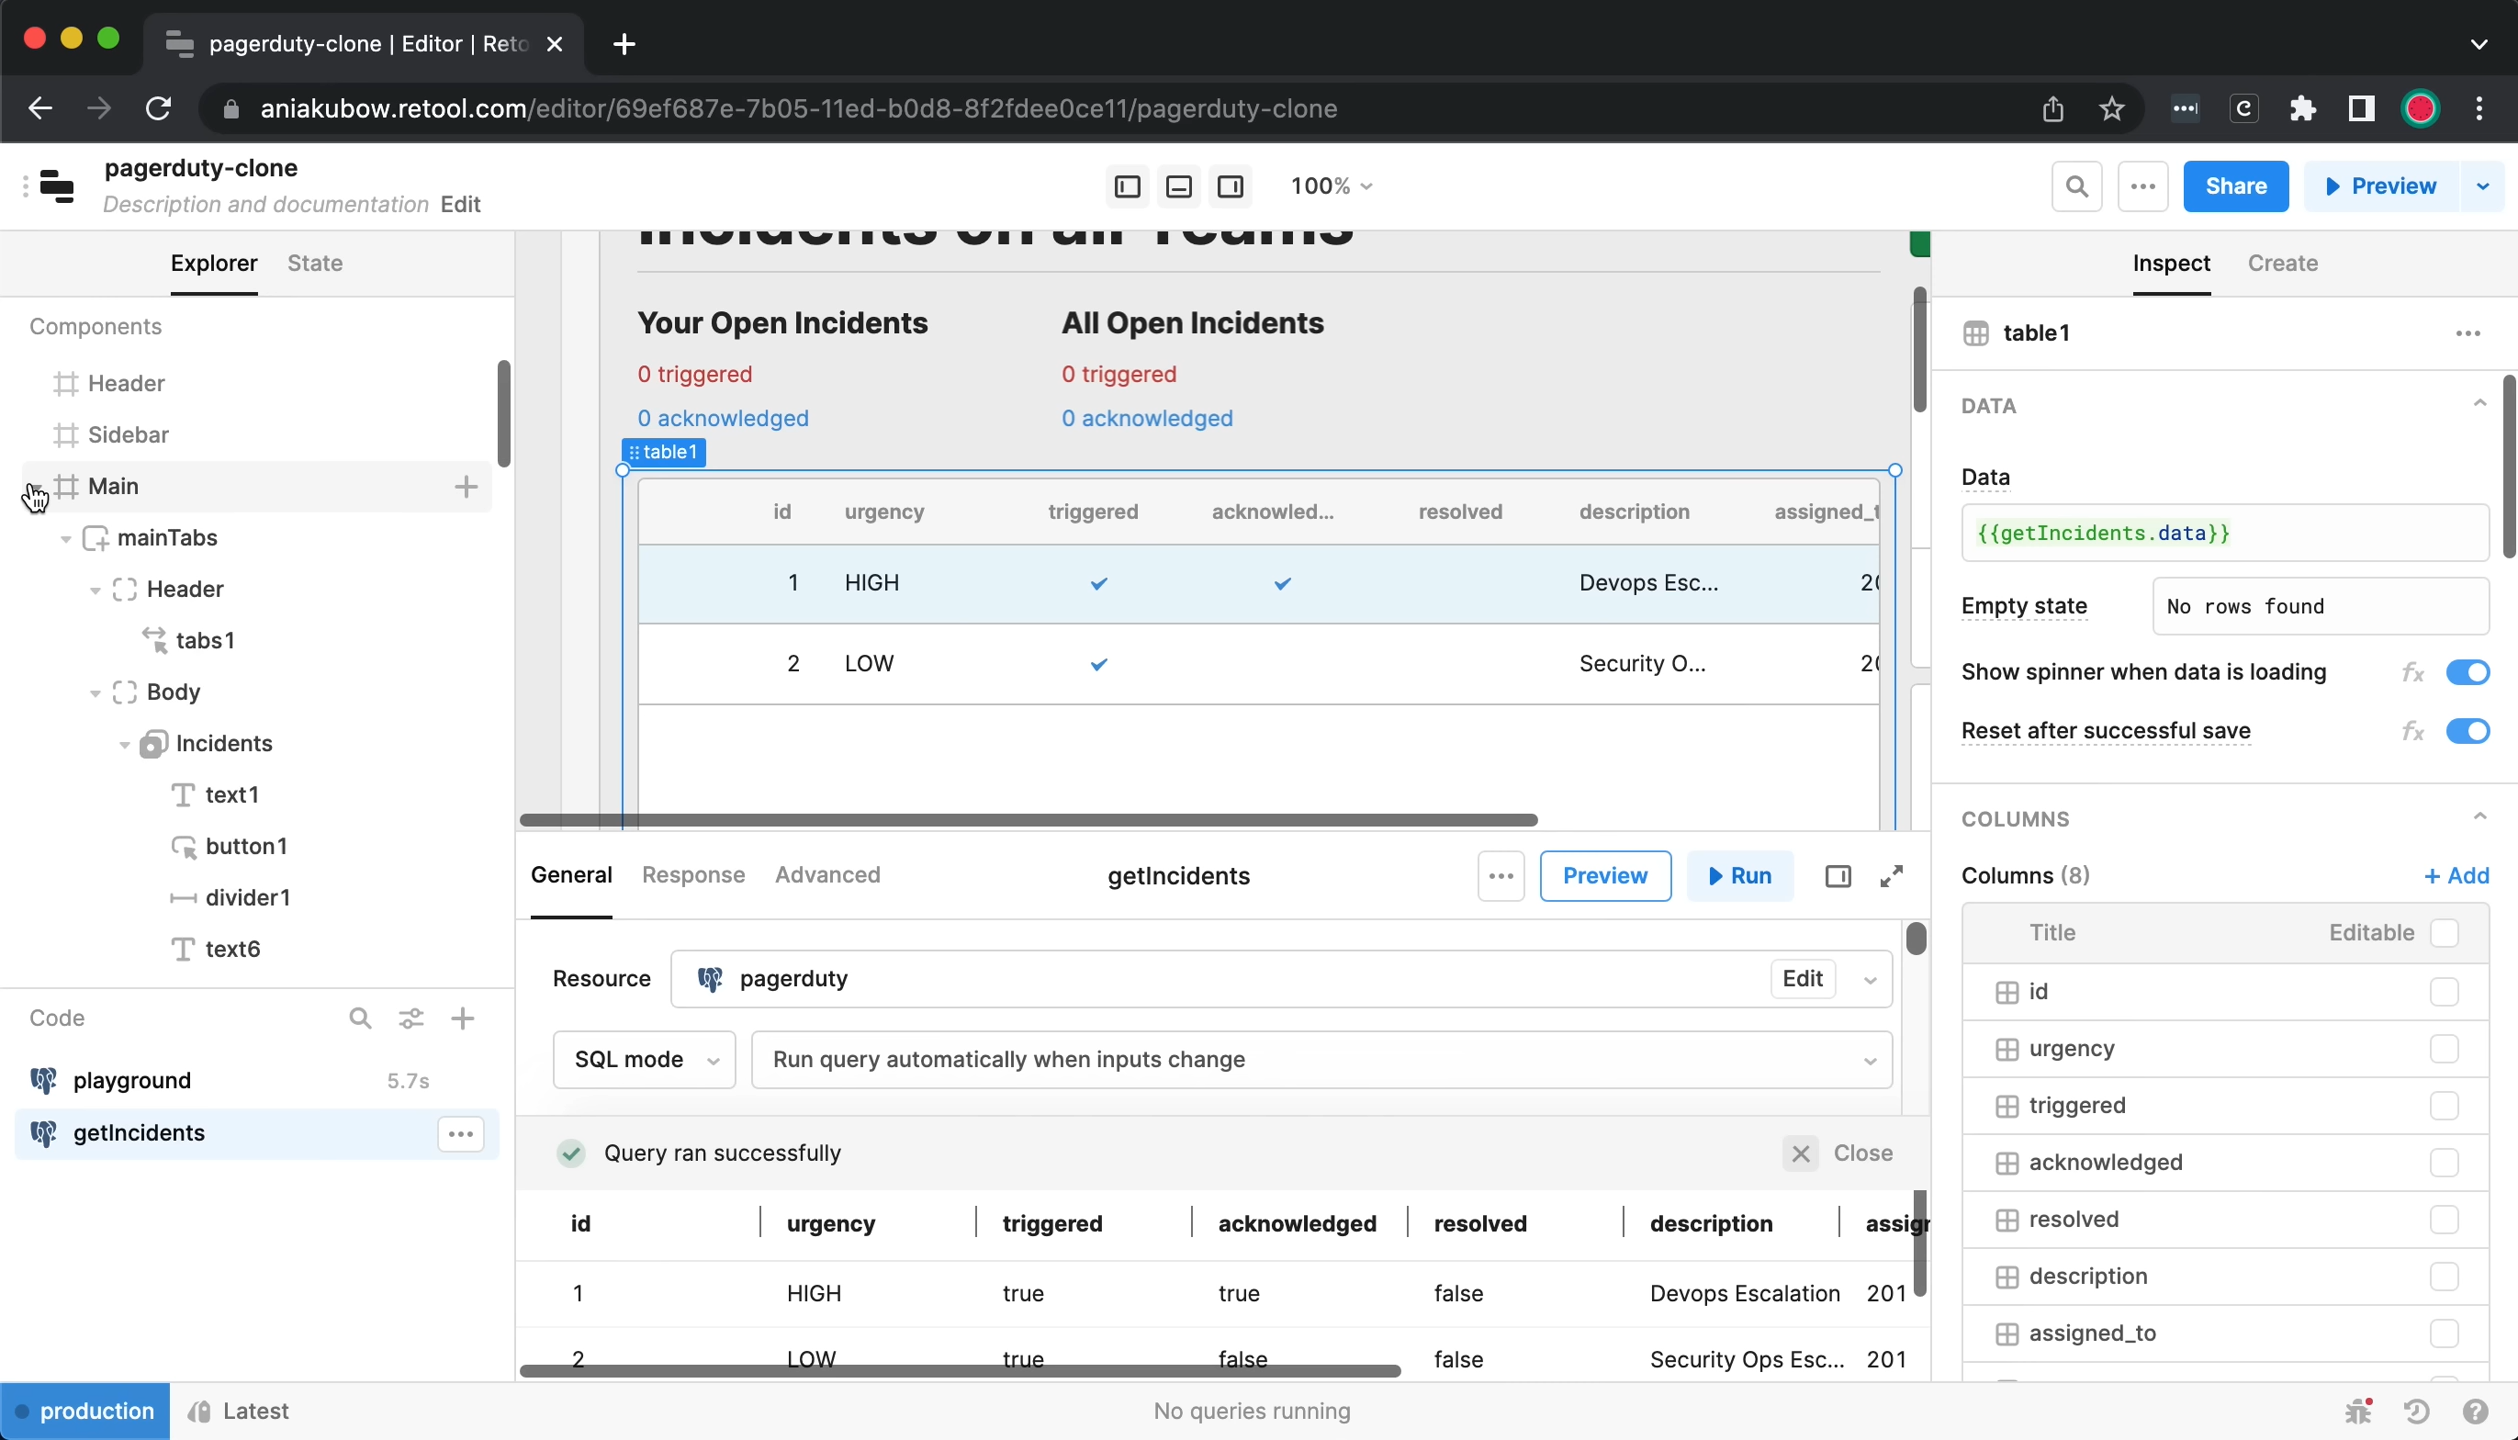 pagerduty-clone | Editor | Reto
aniakubow.retool.com/editor/69ef687e-7b05-11ed-b0d8-8f2fdee0ce11/pagerduty-clone
pagerduty-clone
Description and documentation Edit
100%
Share
Preview
Explorer State
Components
Header
Sidebar
Main
mainTabs
Header
tabs1
Body
Incidents
text1
button1
divider1
text6
Code
playground 5.7s
getIncidents
Incidents on all Teams
Your Open Incidents All Open Incidents
0 triggered 0 triggered
0 acknowledged 0 acknowledged
table1
id urgency triggered acknowled... resolved description assigned_t
1 HIGH Devops Esc... 20
2 LOW Security O... 20
General Response Advanced getIncidents Preview Run
Resource pagerduty Edit
SQL mode Run query automatically when inputs change
Query ran successfully Close
id urgency triggered acknowledged resolved description assign
1 HIGH true true false Devops Escalation 201
2 LOW true false false Security Ops Esc... 201
Inspect Create
table1
DATA
Data
{{getIncidents.data}}
Empty state No rows found
Show spinner when data is loading fx
Reset after successful save fx
COLUMNS
Columns (8) + Add
Title Editable
id
urgency
triggered
acknowledged
resolved
description
assigned_to
production Latest No queries running